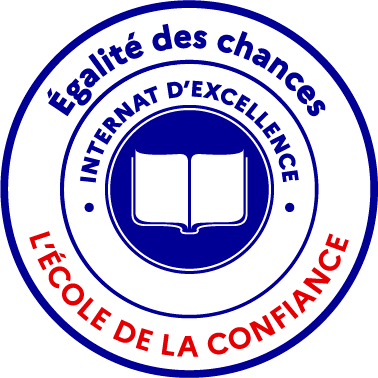 Égalité des chances
INTERNAT D'EXCELLENCE
L'ÉCOLE DE LA CONFIANCE